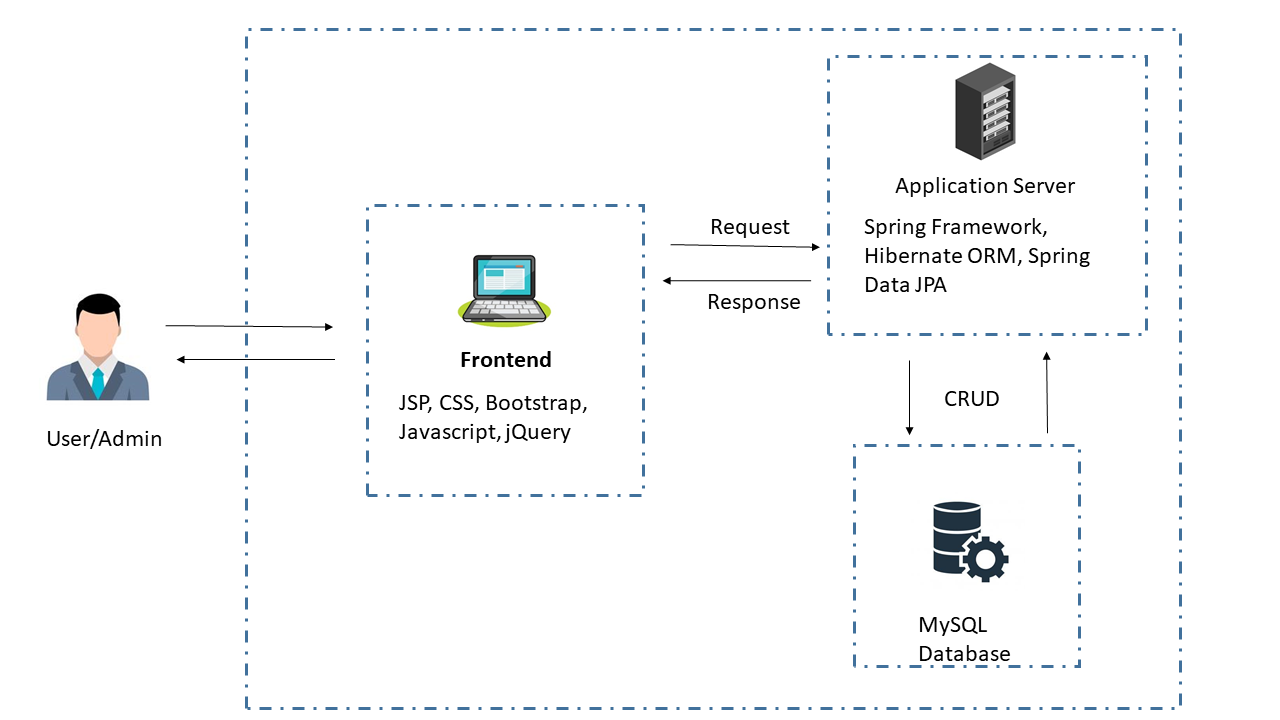 User/Admin
Frontend
JSP, CSS, Bootstrap,
Javascript, jQuery
Request
Response
Application Server
Spring Framework,
Hibernate ORM, Spring
Data JPA
CRUD
MySQL
Database